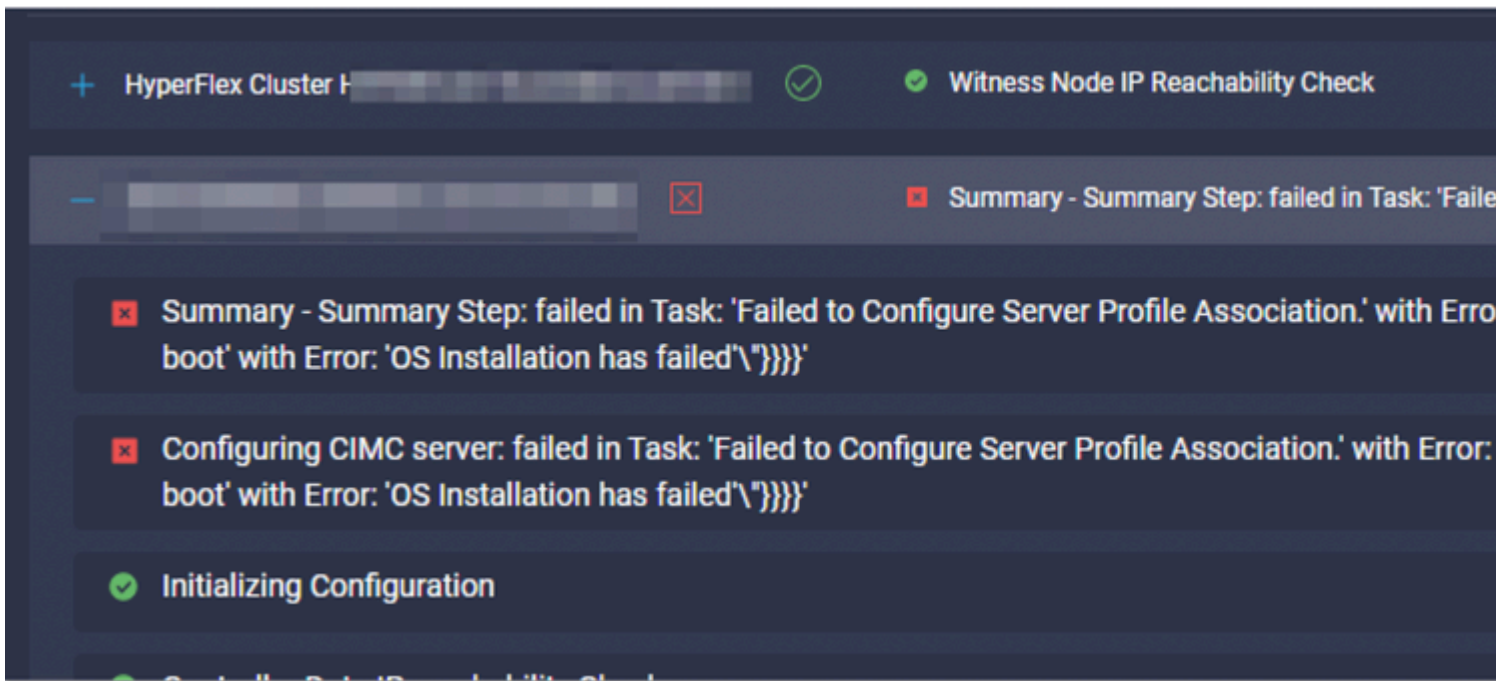 HyperFlex Cluster H
Witness Node IP Reachability Check
Summary - Summary Step: failed in Task: 'Faile
Summary - Summary Step: failed in Task: 'Failed to Configure Server Profile Association.' with Erro
boot' with Error: 'OS Installation has failed'\"}}}}'
Configuring CIMC server: failed in Task: 'Failed to Configure Server Profile Association.' with Error:
boot' with Error: 'OS Installation has failed'\"}}}}'
Initializing Configuration